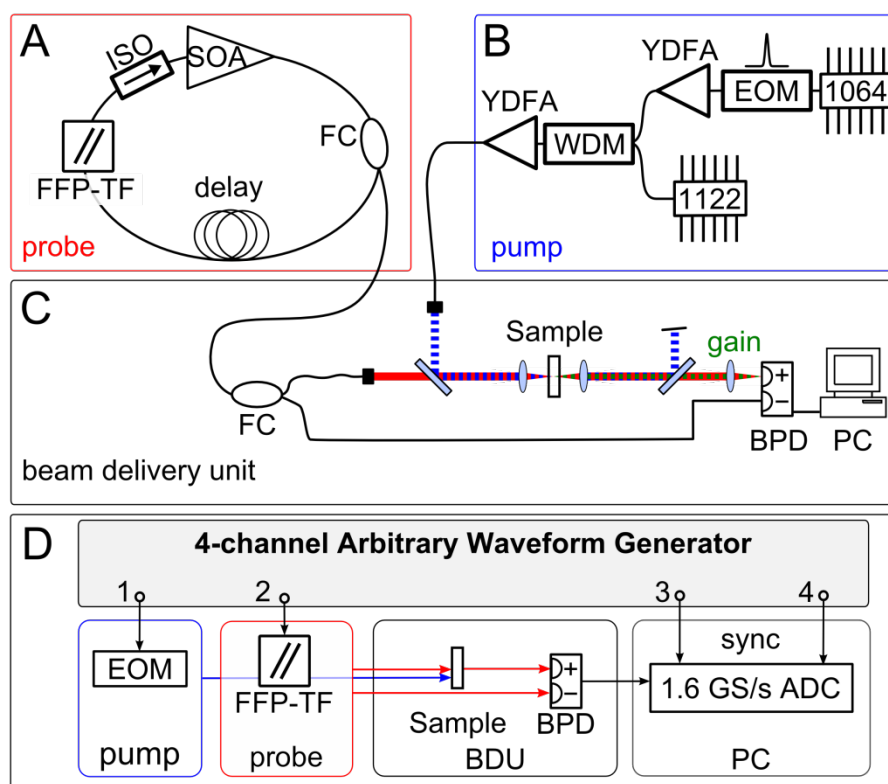 A
ISO
SOA
FC
FFP-TF
delay
probe
B
YDFA
YDFA
EOM
1064
WDM
1122
pump
C
Sample
gain
+
−
FC
BPD
PC
beam delivery unit
D
4-channel Arbitrary Waveform Generator
1
2
3
4
EOM
FFP-TF
Sample
+
−
BPD
sync
1.6 GS/s ADC
pump
probe
BDU
PC